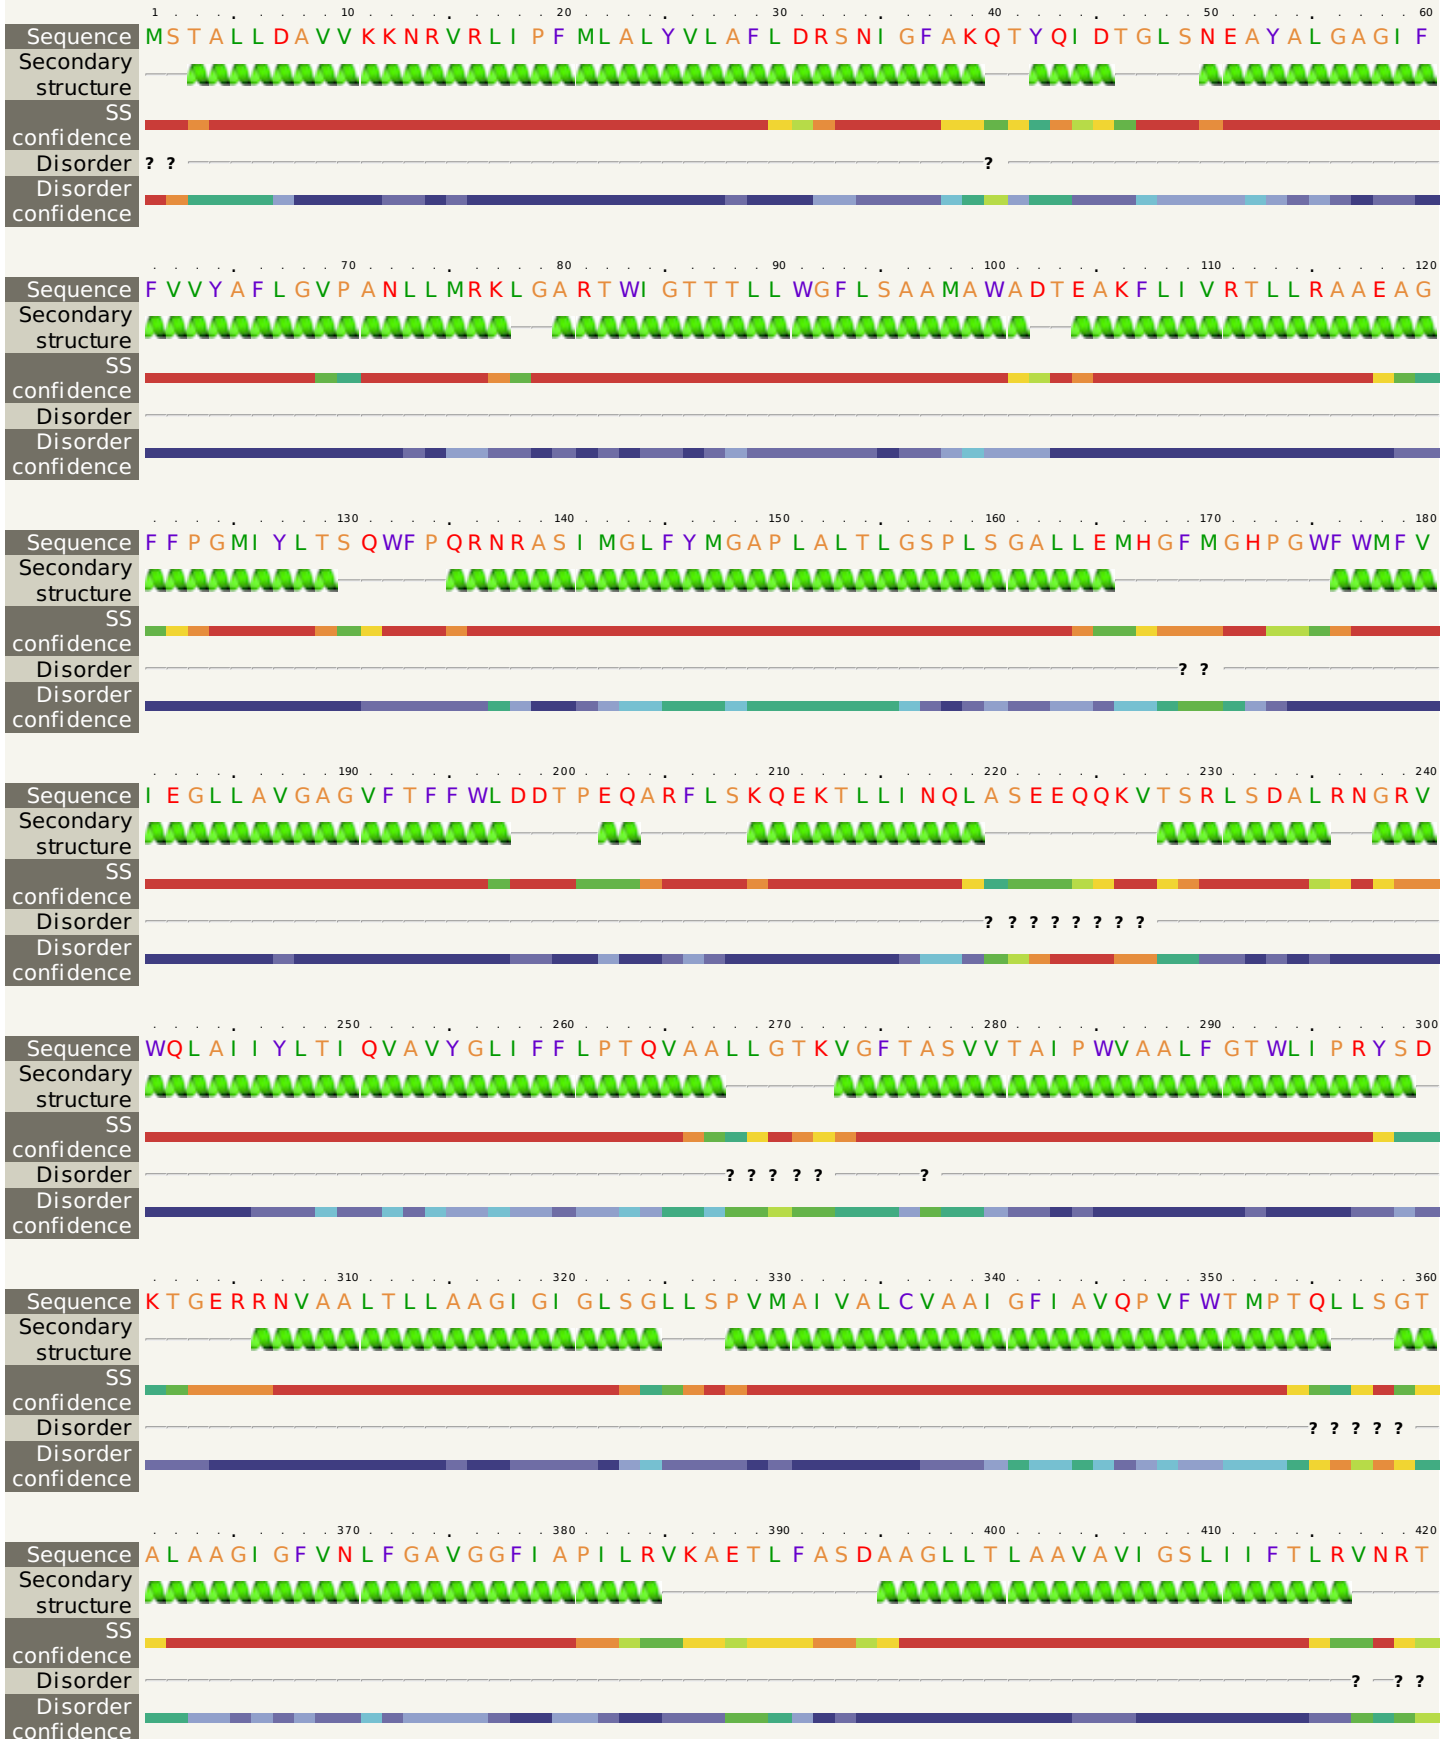 1 10 20 30 40 50 60
Sequence MSTALLDAVVKKNRVRLIPFMLALYVLAFLDRSNIGFAKQTYQIDTGLSNEAYALGAGIF
Secondary
structure
SS
confidence
Disorder ? ? ?
Disorder
confidence
70 80 90 100 110 120
Sequence FVVYAFLGVPANLLMRKLGARTWIGTTTLLWGFLSAAMAWADTEAKFLIVRTLLRAAEAG
Secondary
structure
SS
confidence
Disorder
Disorder
confidence
130 140 150 160 170 180
Sequence FFPGMIYLTSQWFPQRNRASIMGLFYMGAPLALTLGSPLSGALLEMHGFMGHPGWFWMFV
Secondary
structure
SS
confidence
Disorder ? ?
Disorder
confidence
190 200 210 220 230 240
Sequence IEGLLAVGAGVFTFFWLDDTPEQARFLSKQEKTLLINQLASEEQQKVTSRLSDALRNGRV
Secondary
structure
SS
confidence
Disorder ? ? ? ? ? ? ? ?
Disorder
confidence
250 260 270 280 290 300
Sequence WQLAIIYLTIQVAVYGLIFFLPTQVAALLGTKVGFTASVVTAIPWVAALFGTWLIPRYSD
Secondary
structure
SS
confidence
Disorder ? ? ? ? ? ?
Disorder
confidence
310 320 330 340 350 360
Sequence KTGERRNVAALTLLAAGIGIGLSGLLSPVMAIVALCVAAIGFIAVQPVFWTMPTQLLSGT
Secondary
structure
SS
confidence
Disorder ? ? ? ? ?
Disorder
confidence
370 380 390 400 410 420
Sequence ALAAGIGFVNLFGAVGGFIAPILRVKAETLFASDAAGLLTLAAVAVIGSLIIFTLRVNRT
Secondary
structure
SS
confidence
Disorder ? ? ?
Disorder
confidence